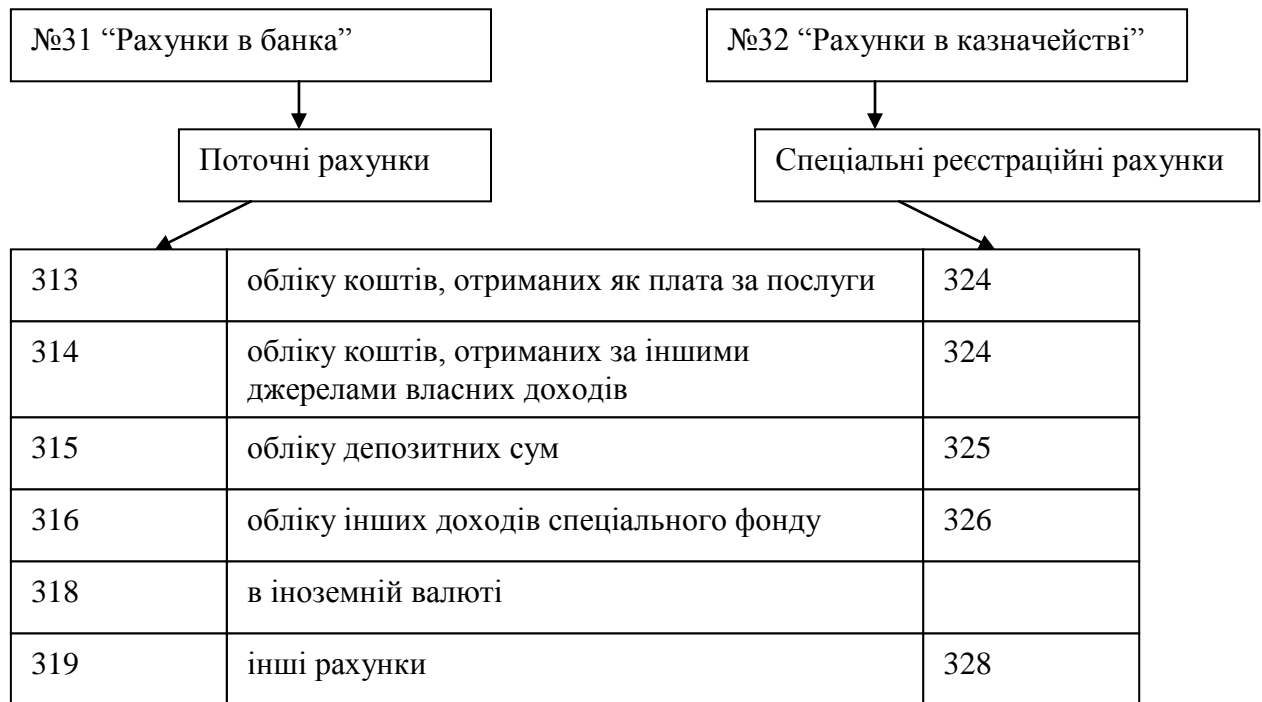 №31 “Рахунки в банка”
№32 “Рахунки в казначействі”
Поточні рахунки
Спеціальні реєстраційні рахунки
313 обліку коштів, отриманих як плата за послуги 324
314 обліку коштів, отриманих за іншими 324
джерелами власних доходів
315 обліку депозитних сум 325
316 обліку інших доходів спеціального фонду 326
318 в іноземній валюті
319 інші рахунки 328